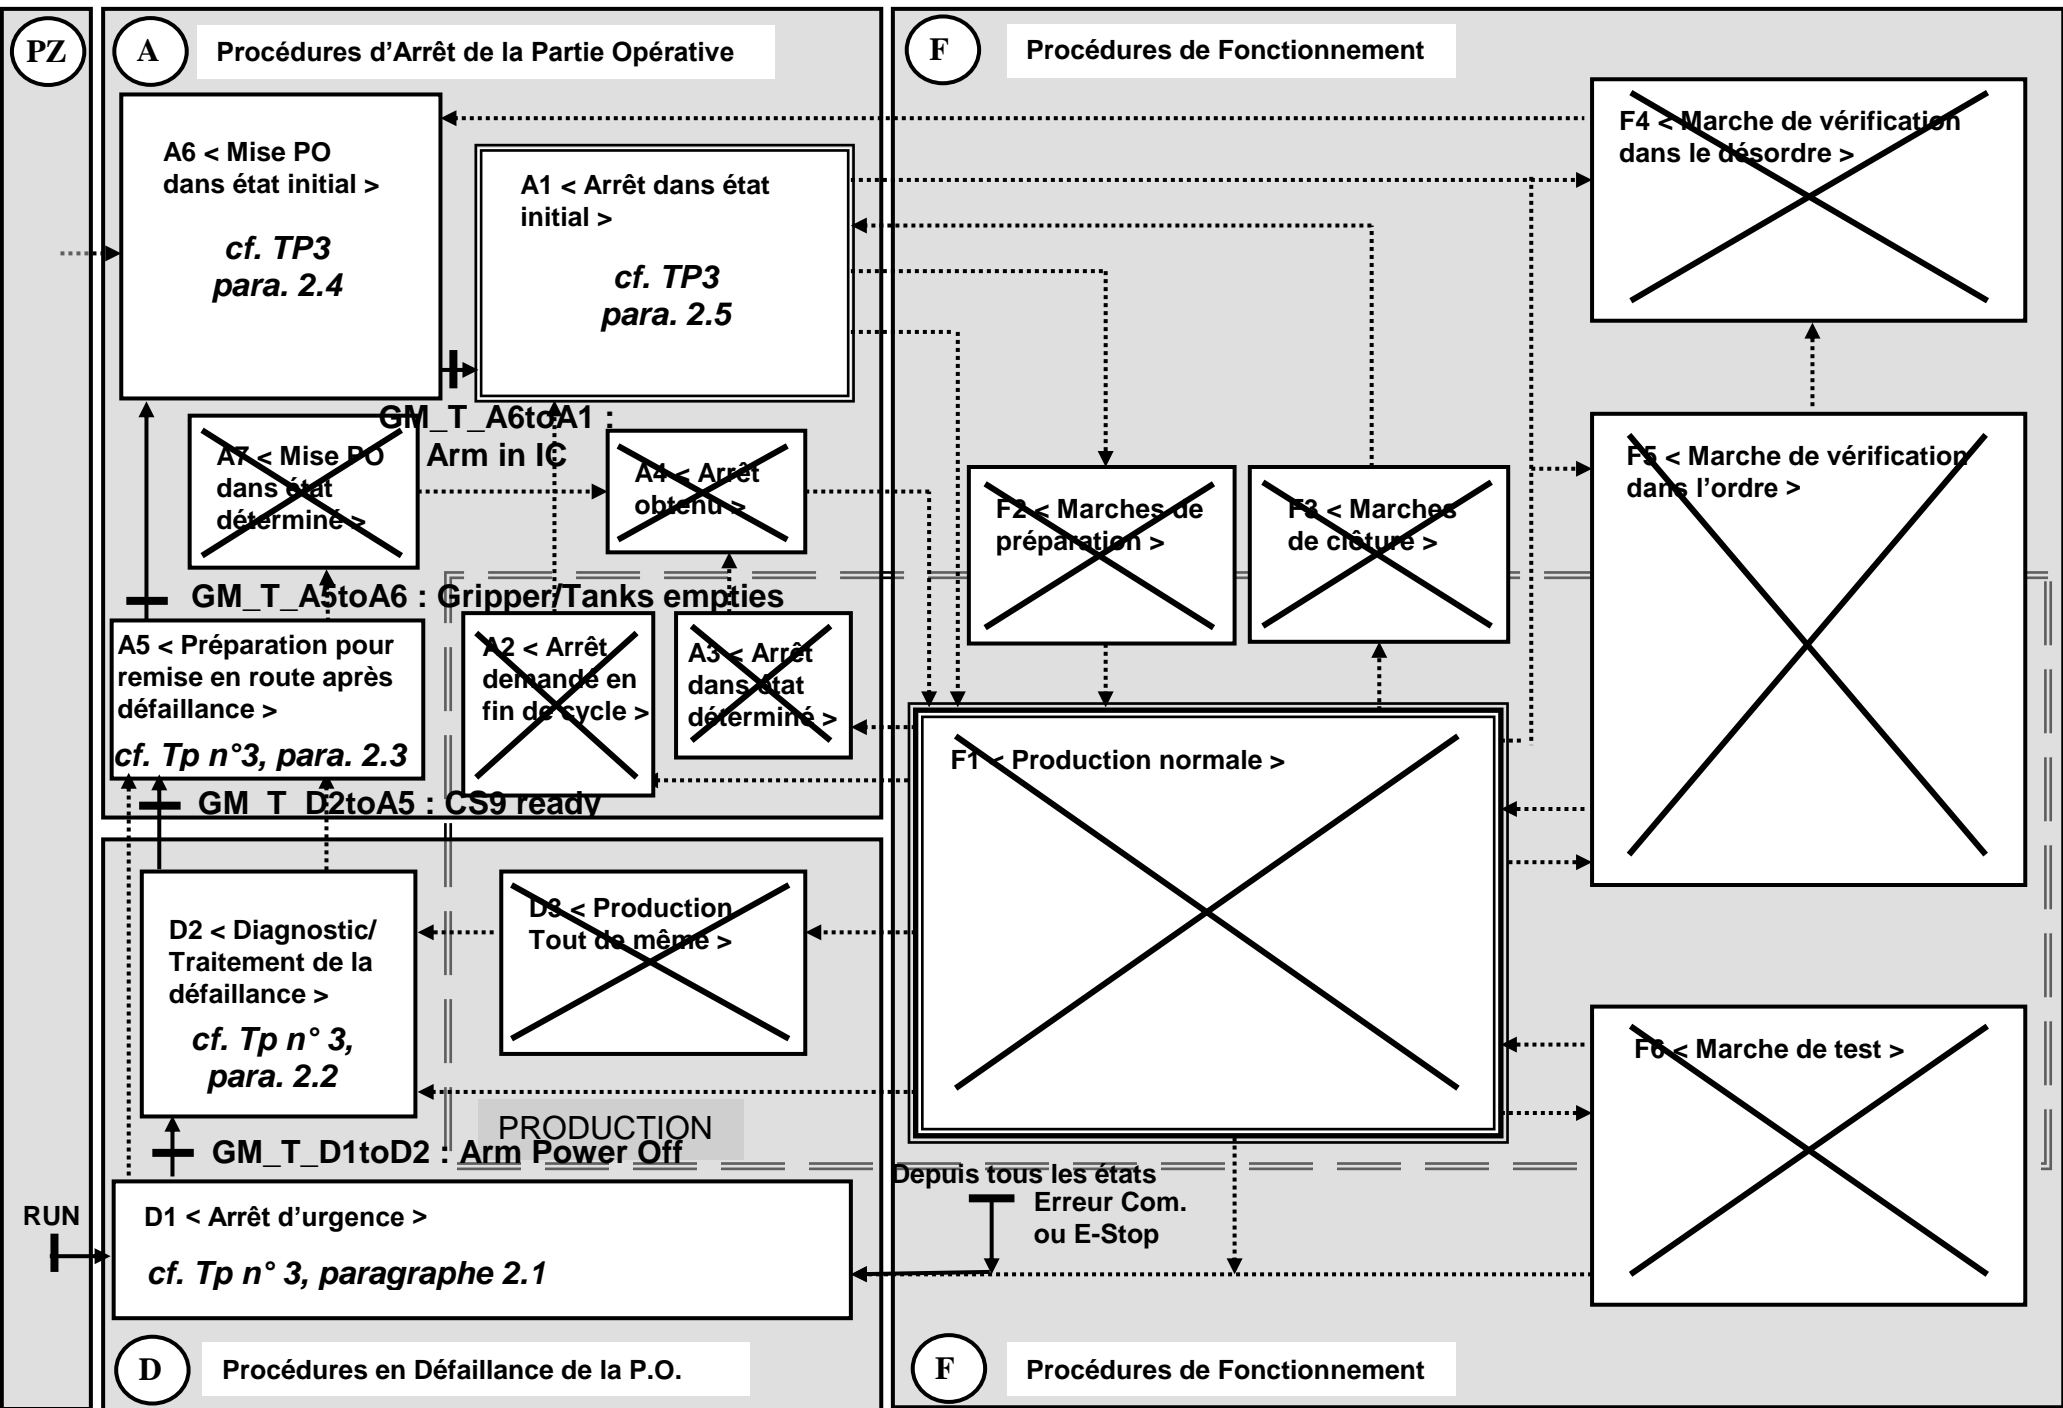 PZ
A
Procédures d’Arrêt de la Partie Opérative
F
Procédures de Fonctionnement
A6 < Mise PO
dans état initial >
cf. TP3
para. 2.4
A1 < Arrêt dans état
initial >
cf. TP3
para. 2.5
F4 < Marche de vérification
dans le désordre >
GM_T_A6toA1 :
Arm in IC
A7 < Mise PO
dans état
déterminé >
A4 < Arrêt
obtenu >
F2 < Marches de
préparation >
F3 < Marches
de clôture >
F5 < Marche de vérification
dans l’ordre >
GM_T_A5toA6 : Gripper/Tanks empties
A5 < Préparation pour
remise en route après
défaillance >
cf. Tp n°3, para. 2.3
A2 < Arrêt
demandé en
fin de cycle >
A3 < Arrêt
dans état
déterminé >
F1 < Production normale >
GM_T_D2toA5 : CS9 ready
D2 < Diagnostic/
Traitement de la
défaillance >
cf. Tp n° 3,
para. 2.2
D3 < Production
Tout de même >
F6 < Marche de test >
PRODUCTION
GM_T_D1toD2 : Arm Power Off
Depuis tous les états
Erreur Com.
ou E-Stop
RUN
D1 < Arrêt d’urgence >
cf. Tp n° 3, paragraphe 2.1
D
Procédures en Défaillance de la P.O.
F
Procédures de Fonctionnement